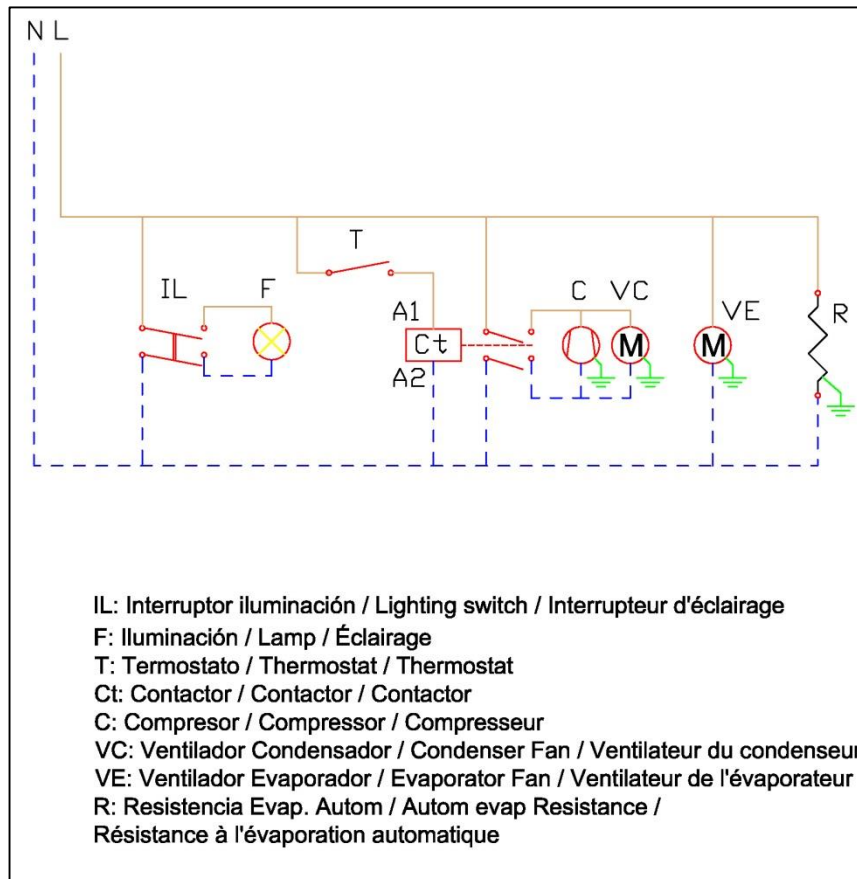 N L
T
IL F
A1
C VC
VE
R
Ct
M
M
A2
IL: Interruptor iluminación / Lighting switch / Interrupteur d'éclairage
F: Iluminación / Lamp / Éclairage
T: Termostato / Thermostat / Thermostat
Ct: Contactor / Contactor / Contactor
C: Compresor / Compressor / Compresseur
VC: Ventilador Condensador / Condenser Fan / Ventilateur du condenseur
VE: Ventilador Evaporador / Evaporator Fan / Ventilateur de l'évaporateur
R: Resistencia Evap. Autom / Autom evap Resistance /
Résistance à l'évaporation automatique